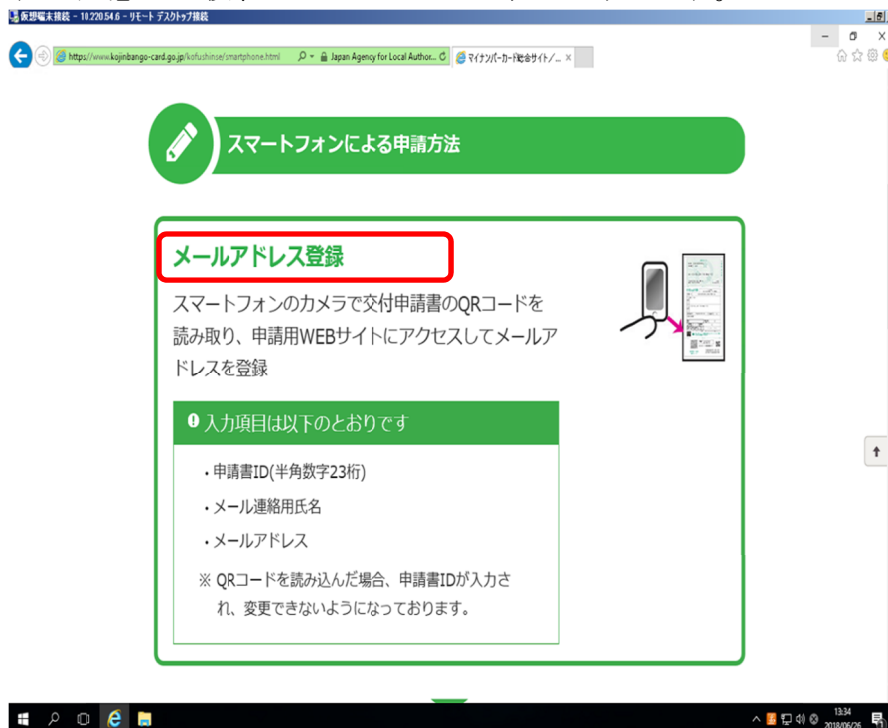 仮想端末接続 - 10.220.54.6 - リモート デスクトップ接続
https://www.kojinbango-card.go.jp/kofushinse/smartphone.html
Japan Agency for Local Author...
マイナンバーカード総合サイト/...
スマートフォンによる申請方法
メールアドレス登録
スマートフォンのカメラで交付申請書のQRコードを
読み取り、申請用WEBサイトにアクセスしてメールア
ドレスを登録
入力項目は以下のとおりです
・申請書ID(半角数字23桁)
・メール連絡用氏名
・メールアドレス
※ QRコードを読み込んだ場合、申請書IDが入力さ
れ、変更できないようになっております。
13:34
2018/06/26